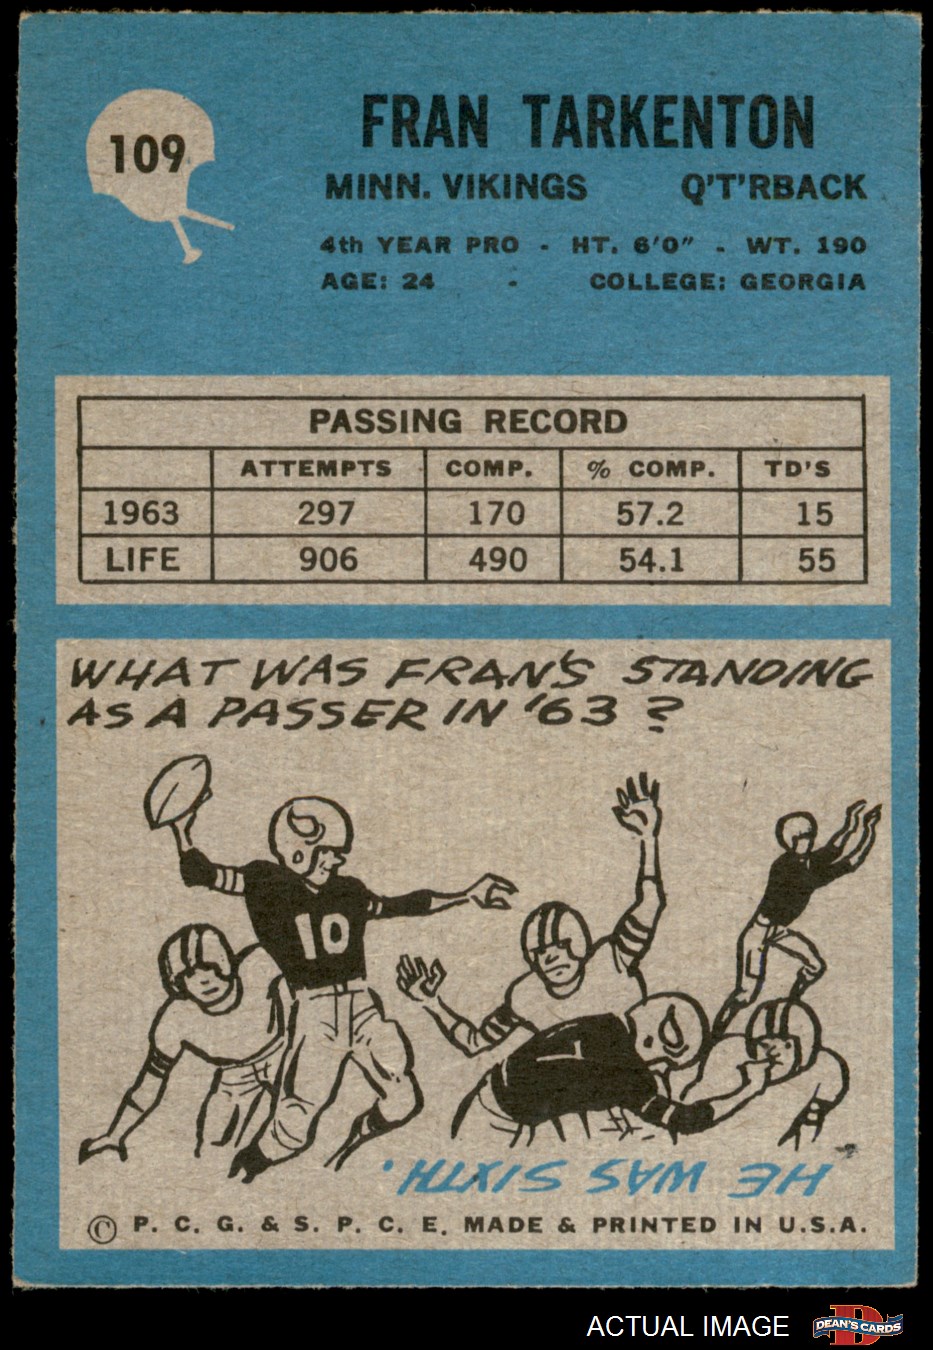 109
FRAN TARKENTON
MINN. VIKINGS Q'T'RBACK
4th YEAR PRO - HT. 6'0" - WT. 190
AGE: 24 - COLLEGE: GEORGIA
PASSING RECORD
ATTEMPTS COMP. % COMP. TD'S
1963 297 170 57.2 15
LIFE 906 490 54.1 55
WHAT WAS FRAN'S STANDING
AS A PASSER IN '63?
10
HE WAS SIXTH.
© P. C. G. & S. P. C. E. MADE & PRINTED IN U.S.A.
ACTUAL IMAGE
D
DEAN'S CARDS